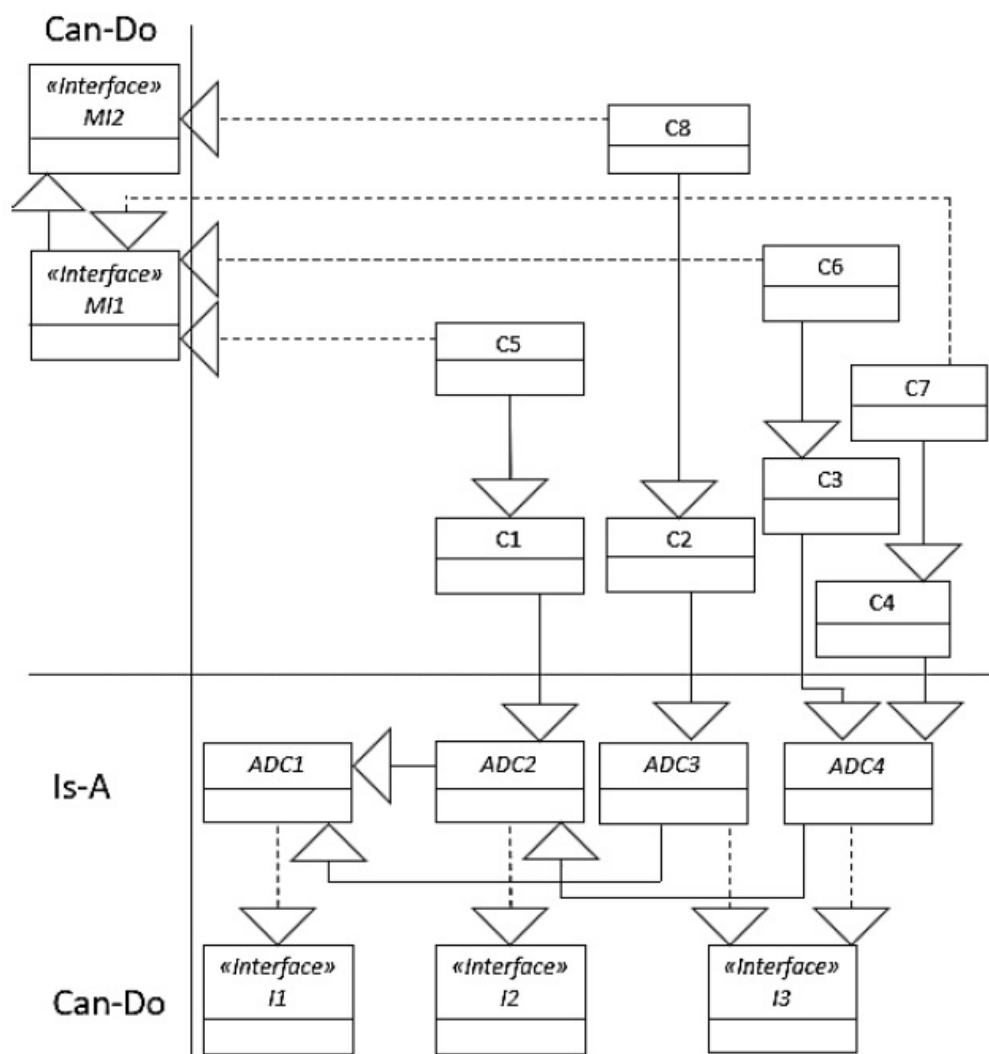 Can-Do
«Interface»
MI2
C8
«Interface»
MI1
C6
C5
C7
C3
C1
C2
C4
Is-A
ADC1
ADC2
ADC3
ADC4
Can-Do
«Interface»
I1
«Interface»
I2
«Interface»
I3